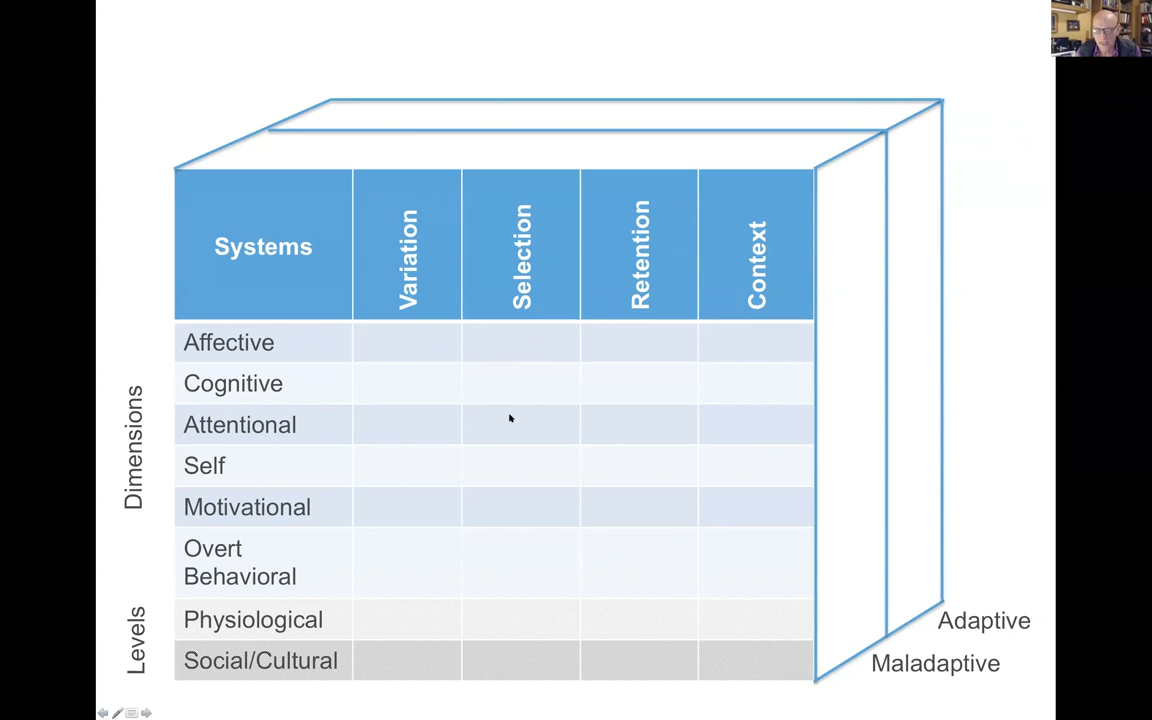 Systems
Variation
Selection
Retention
Context
Affective
Cognitive
Attentional
Self
Motivational
Overt
Behavioral
Physiological
Social/Cultural
Dimensions
Levels
Adaptive
Maladaptive